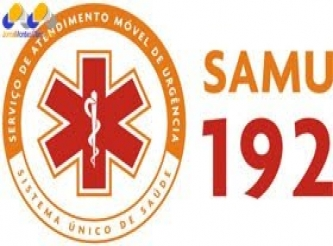 SERVIÇO DE ATENDIMENTO MÓVEL DE URGÊNCIA
SISTEMA ÚNICO DE SAÚDE
SAMU
192